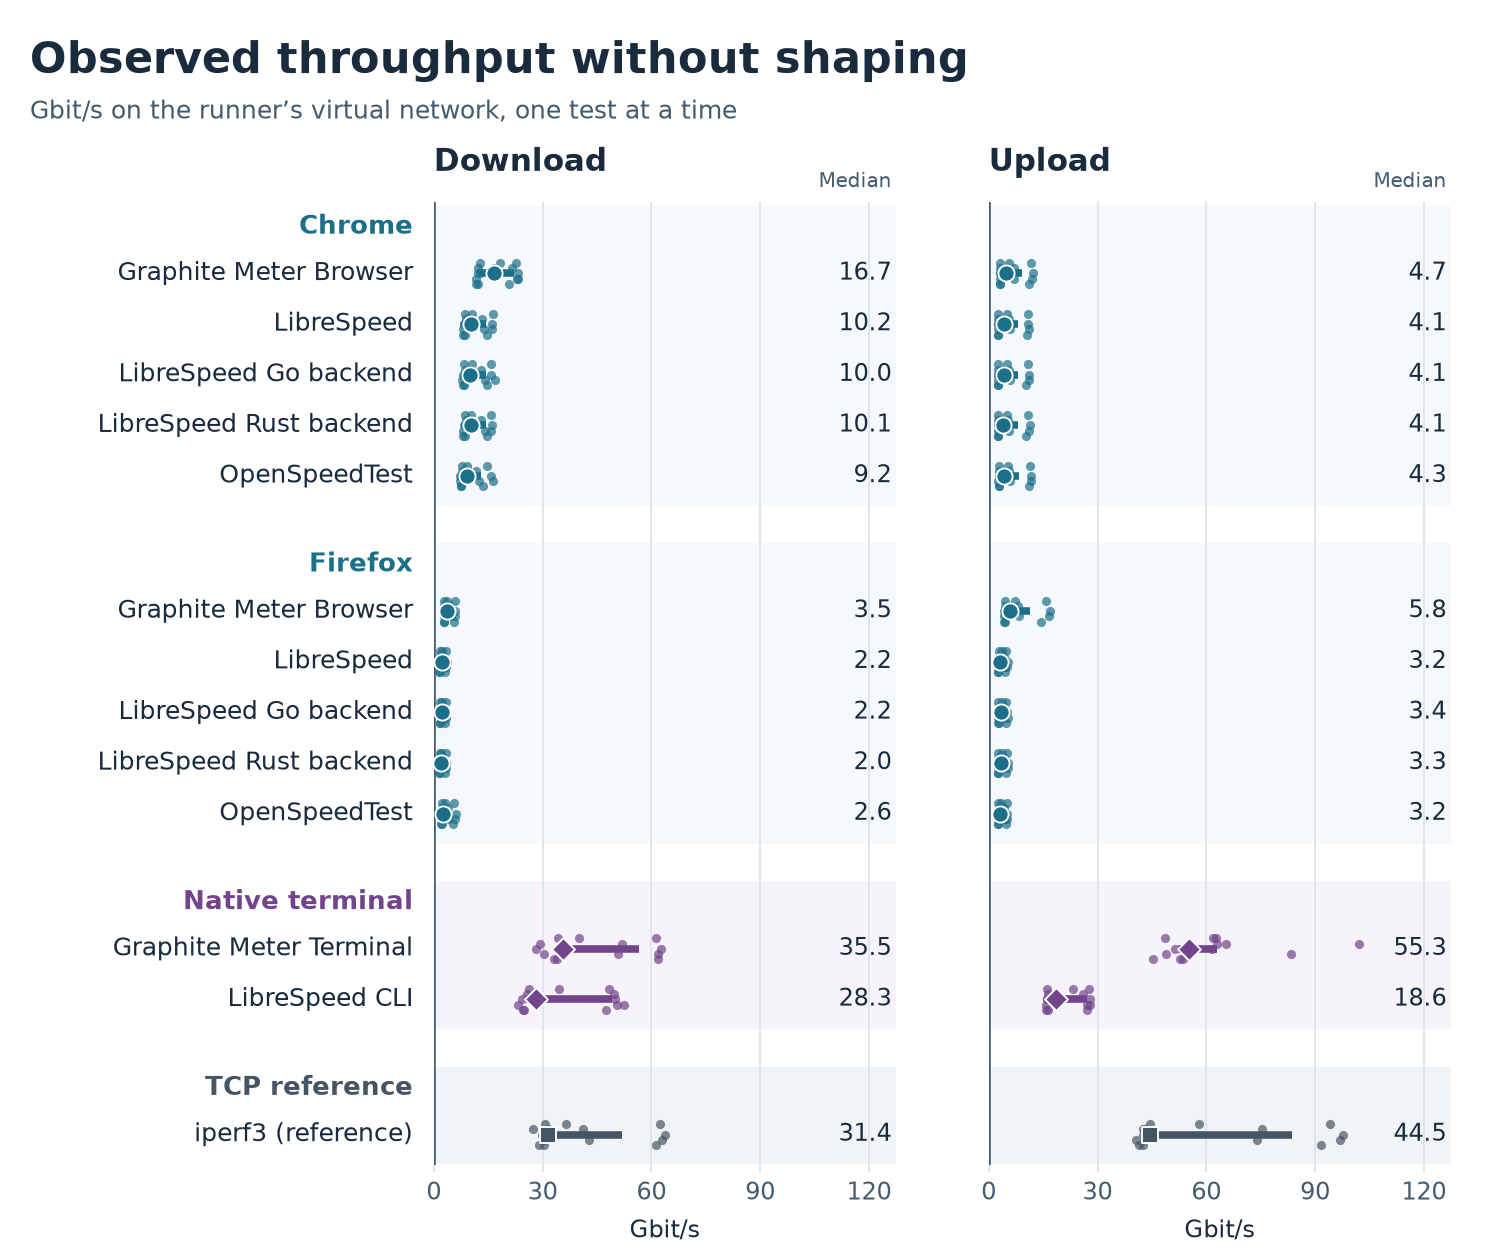 Observed throughput without shaping
Gbit/s on the runner’s virtual network, one test at a time
Download
Median
Upload
Median
Chrome
Graphite Meter Browser 16.7 4.7
LibreSpeed 10.2 4.1
LibreSpeed Go backend 10.0 4.1
LibreSpeed Rust backend 10.1 4.1
OpenSpeedTest 9.2 4.3
Firefox
Graphite Meter Browser 3.5 5.8
LibreSpeed 2.2 3.2
LibreSpeed Go backend 2.2 3.4
LibreSpeed Rust backend 2.0 3.3
OpenSpeedTest 2.6 3.2
Native terminal
Graphite Meter Terminal 35.5 55.3
LibreSpeed CLI 28.3 18.6
TCP reference
iperf3 (reference) 31.4 44.5
0 30 60 90 120 0 30 60 90 120
Gbit/s Gbit/s